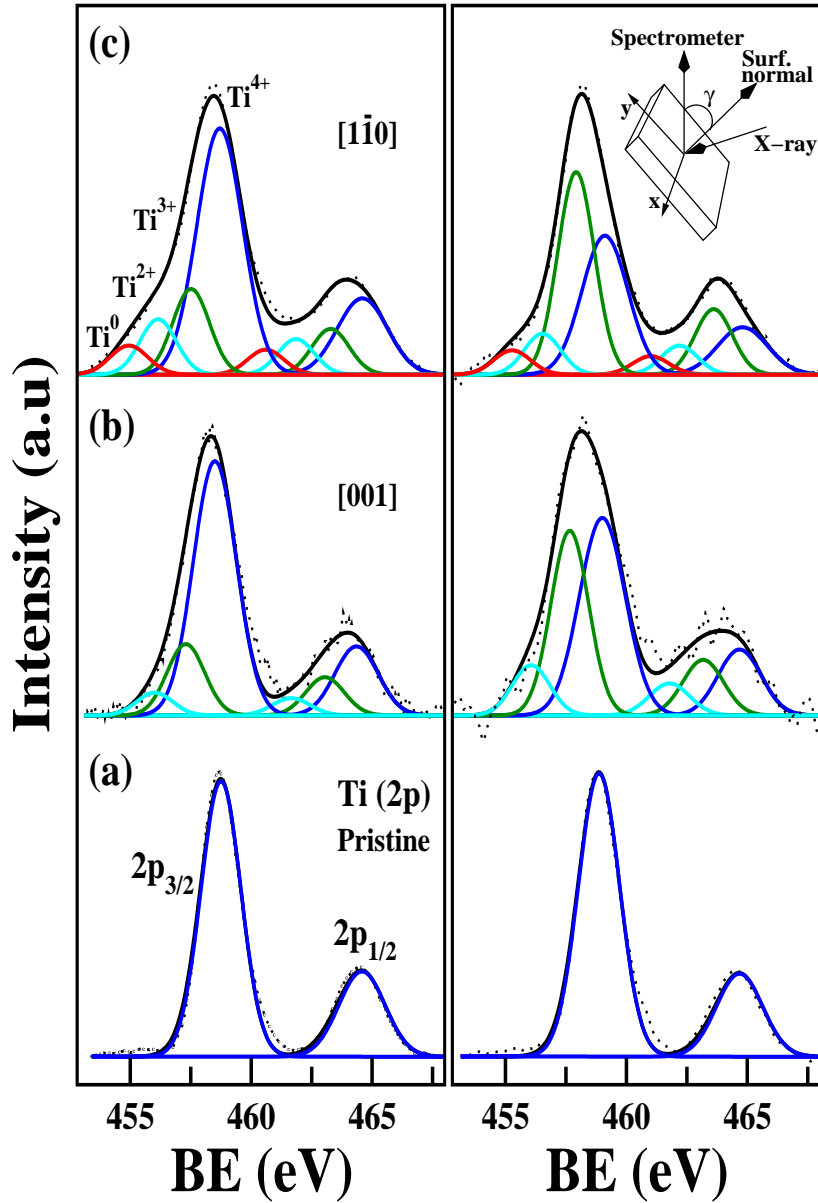 (c)
Ti4+
[11̄0]
Ti3+
Ti2+
Ti0
Spectrometer
Surf.
normal
γ
y
X-ray
x
(b)
[001]
(a)
Ti (2p)
Pristine
2p3/2
2p1/2
Intensity (a.u)
455 460 465
455 460 465
BE (eV)
BE (eV)